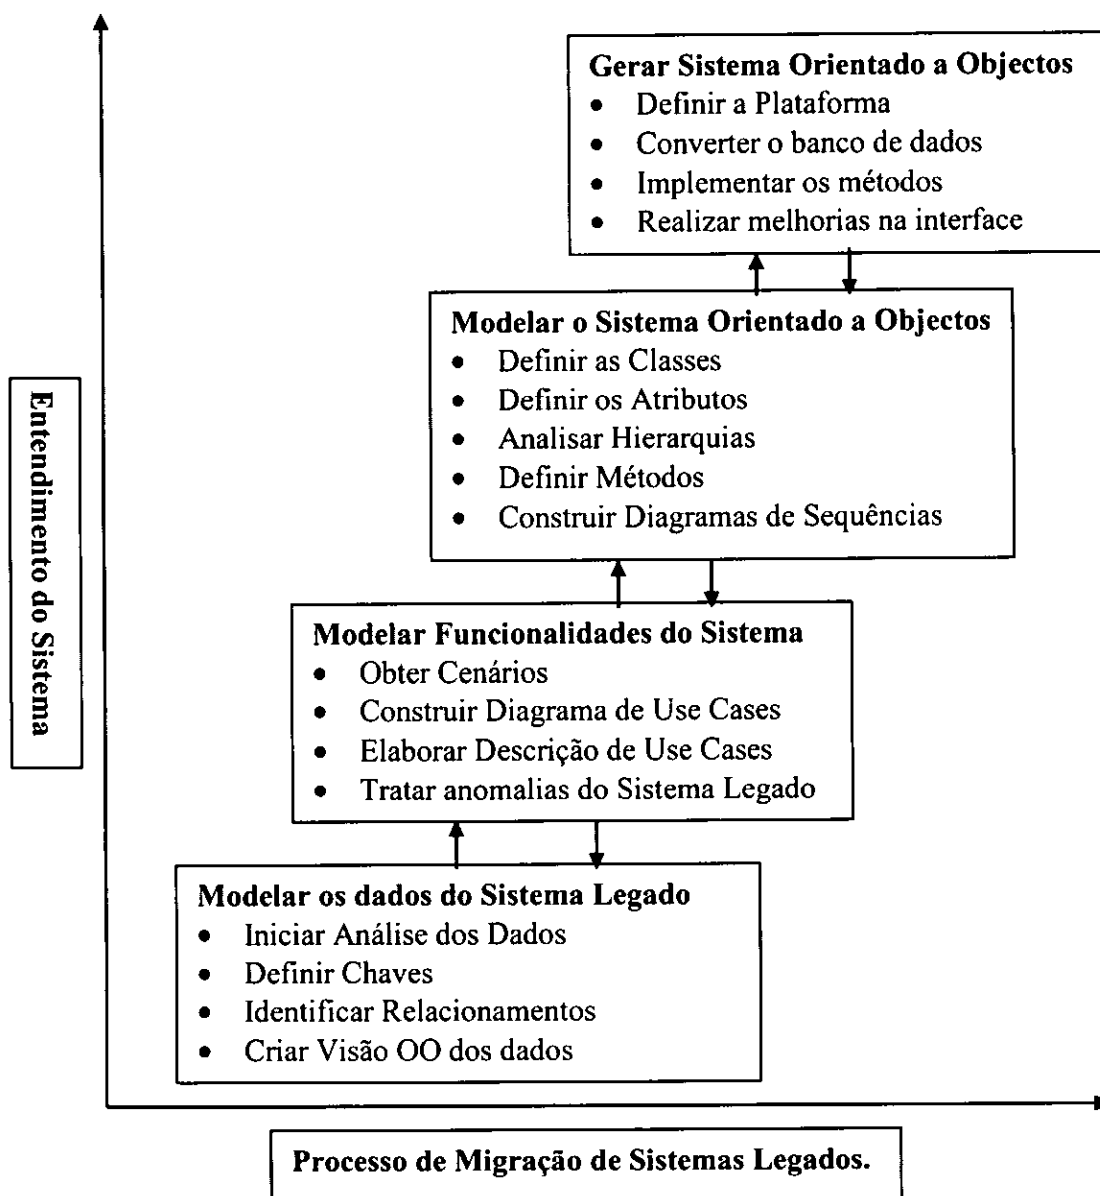 Gerar Sistema Orientado a Objectos
• Definir a Plataforma
• Converter o banco de dados
• Implementar os métodos
• Realizar melhorias na interface
Modelar o Sistema Orientado a Objectos
• Definir as Classes
• Definir os Atributos
• Analisar Hierarquias
• Definir Métodos
• Construir Diagramas de Sequências
Entendimento do Sistema
Modelar Funcionalidades do Sistema
• Obter Cenários
• Construir Diagrama de Use Cases
• Elaborar Descrição de Use Cases
• Tratar anomalias do Sistema Legado
Modelar os dados do Sistema Legado
• Iniciar Análise dos Dados
• Definir Chaves
• Identificar Relacionamentos
• Criar Visão OO dos dados
Processo de Migração de Sistemas Legados.